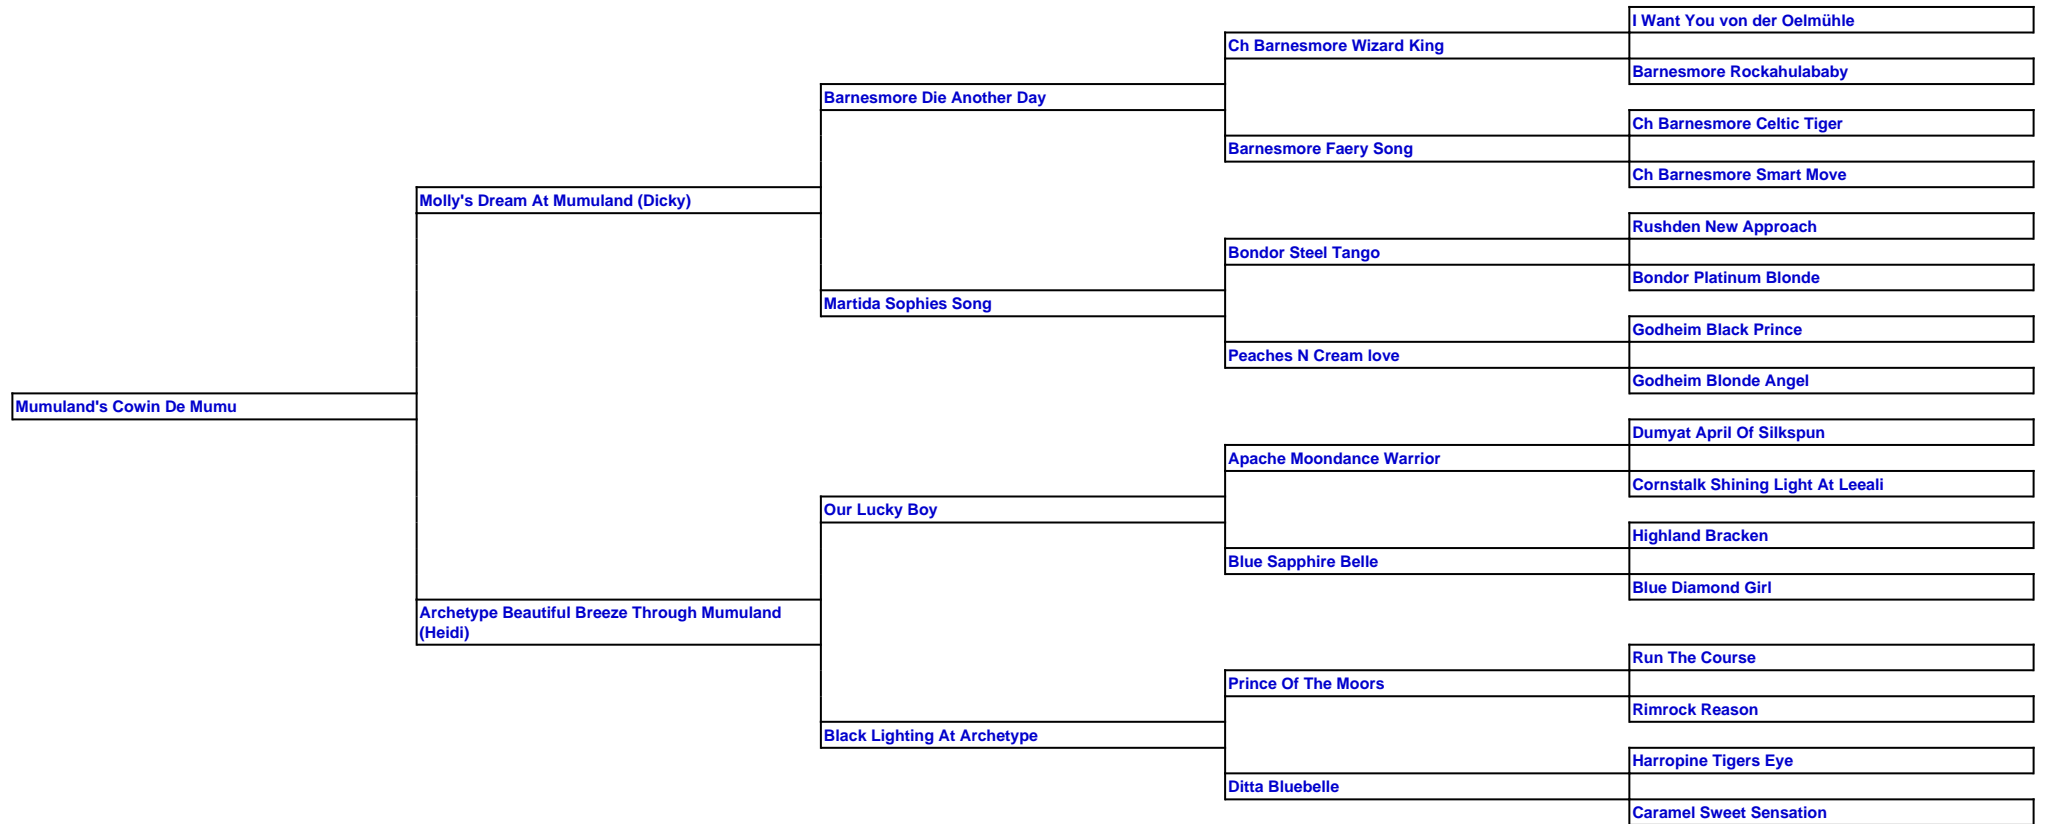 I Want You von der Oelmühle
Ch Barnesmore Wizard King
Barnesmore Rockahulababy
Barnesmore Die Another Day
Ch Barnesmore Celtic Tiger
Barnesmore Faery Song
Ch Barnesmore Smart Move
Molly's Dream At Mumuland (Dicky)
Rushden New Approach
Bondor Steel Tango
Bondor Platinum Blonde
Martida Sophies Song
Godheim Black Prince
Peaches N Cream love
Godheim Blonde Angel
Mumuland's Cowin De Mumu
Dumyat April Of Silkspun
Apache Moondance Warrior
Cornstalk Shining Light At Leeali
Our Lucky Boy
Highland Bracken
Blue Sapphire Belle
Blue Diamond Girl
Archetype Beautiful Breeze Through Mumuland
(Heidi)
Run The Course
Prince Of The Moors
Rimrock Reason
Black Lighting At Archetype
Harropine Tigers Eye
Ditta Bluebelle
Caramel Sweet Sensation